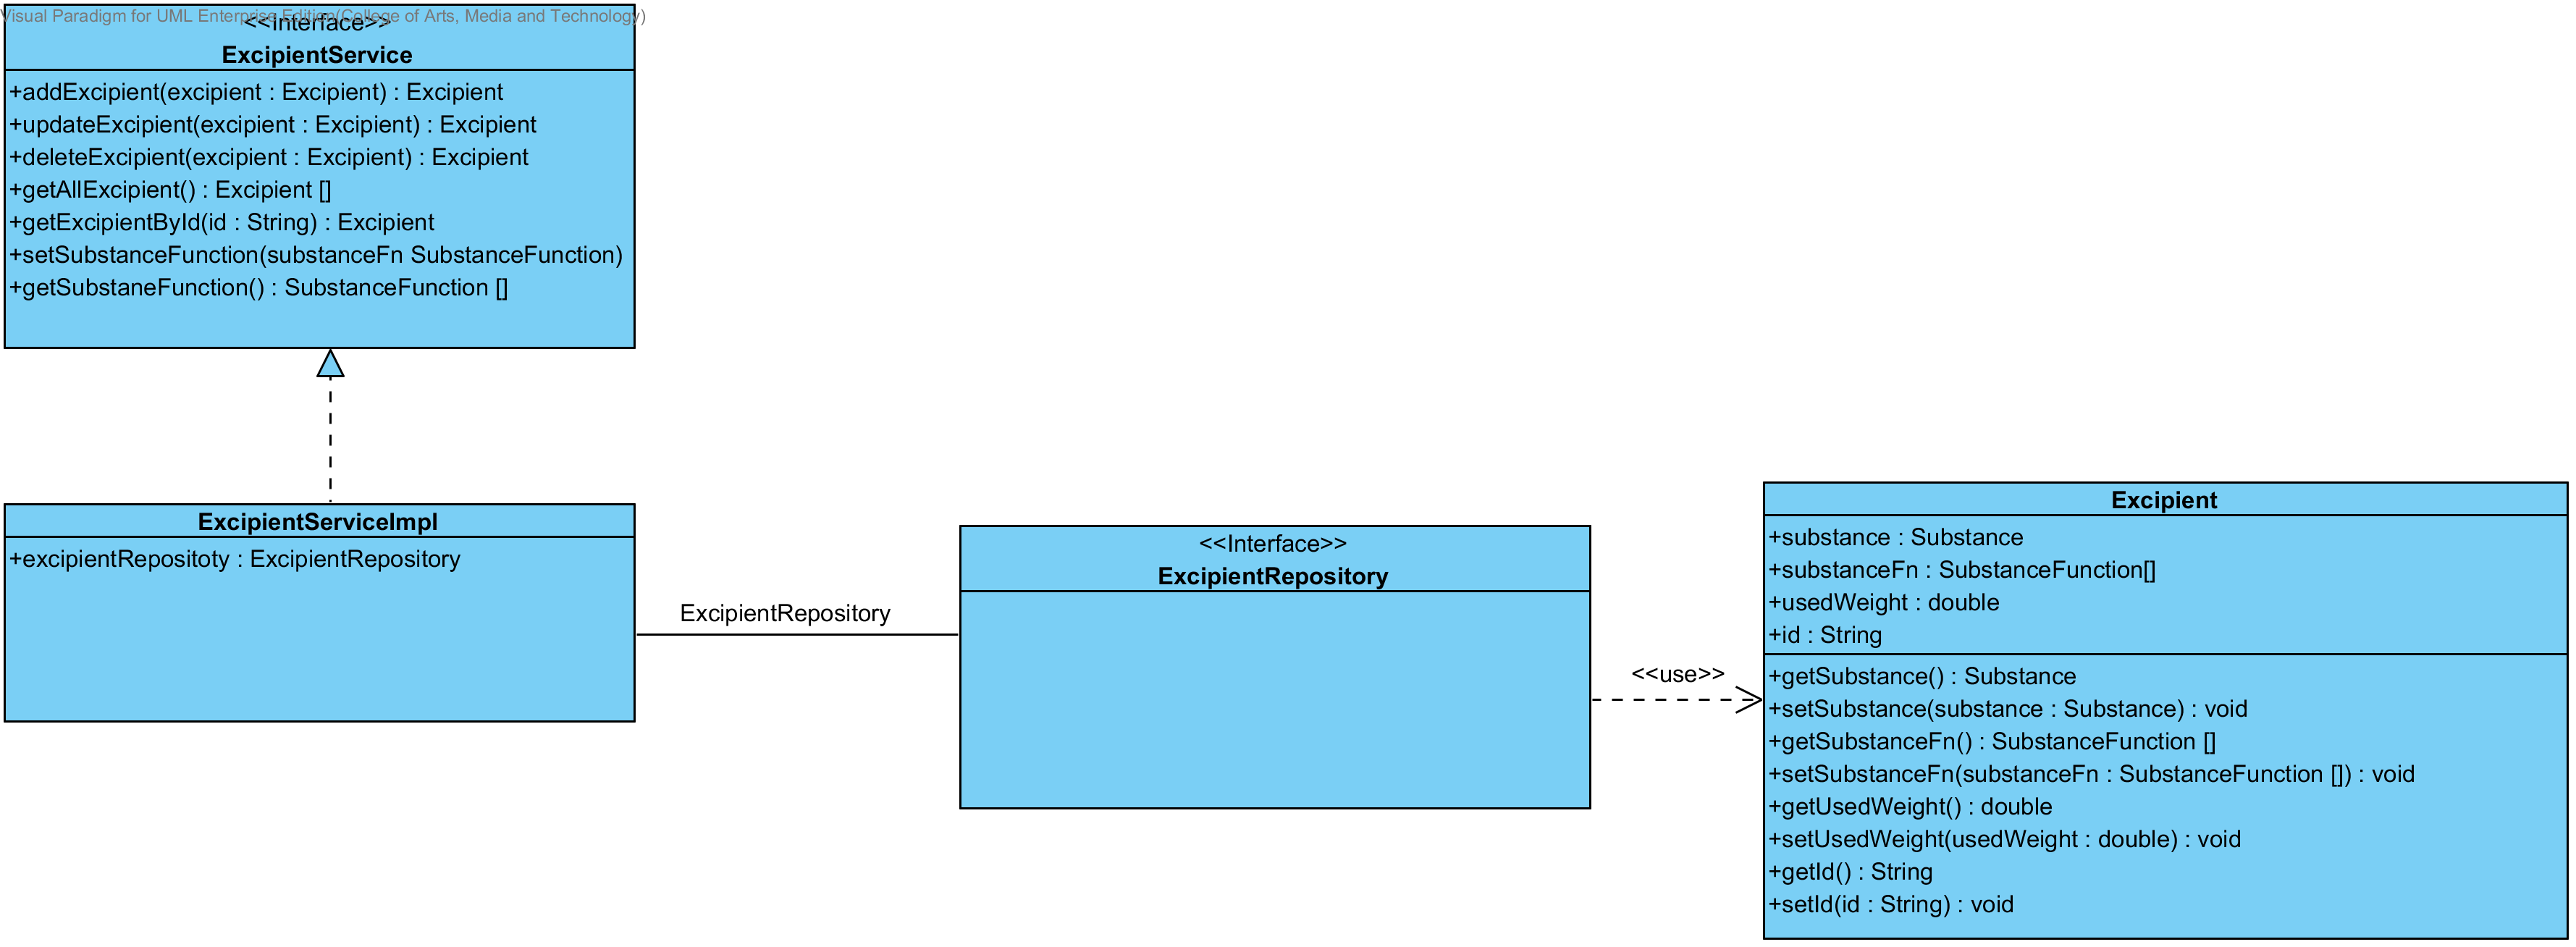 Visual Paradigm for UML Enterprise Edition(College of Arts, Media and Technology)
<<Interface>>
ExcipientService
+addExcipient(excipient : Excipient) : Excipient
+updateExcipient(excipient : Excipient) : Excipient
+deleteExcipient(excipient : Excipient) : Excipient
+getAllExcipient() : Excipient []
+getExcipientById(id : String) : Excipient
+setSubstanceFunction(substanceFn SubstanceFunction)
+getSubstaneFunction() : SubstanceFunction []
ExcipientServiceImpl
+excipientRepositoty : ExcipientRepository
ExcipientRepository
<<Interface>>
ExcipientRepository
<<use>>
Excipient
+substance : Substance
+substanceFn : SubstanceFunction[]
+usedWeight : double
+id : String
+getSubstance() : Substance
+setSubstance(substance : Substance) : void
+getSubstanceFn() : SubstanceFunction []
+setSubstanceFn(substanceFn : SubstanceFunction []) : void
+getUsedWeight() : double
+setUsedWeight(usedWeight : double) : void
+getId() : String
+setId(id : String) : void